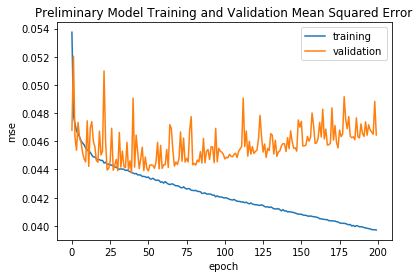 Preliminary Model Training and Validation Mean Squared Error
training
validation
mse
0.054
0.052
0.050
0.048
0.046
0.044
0.042
0.040
0 25 50 75 100 125 150 175 200
epoch